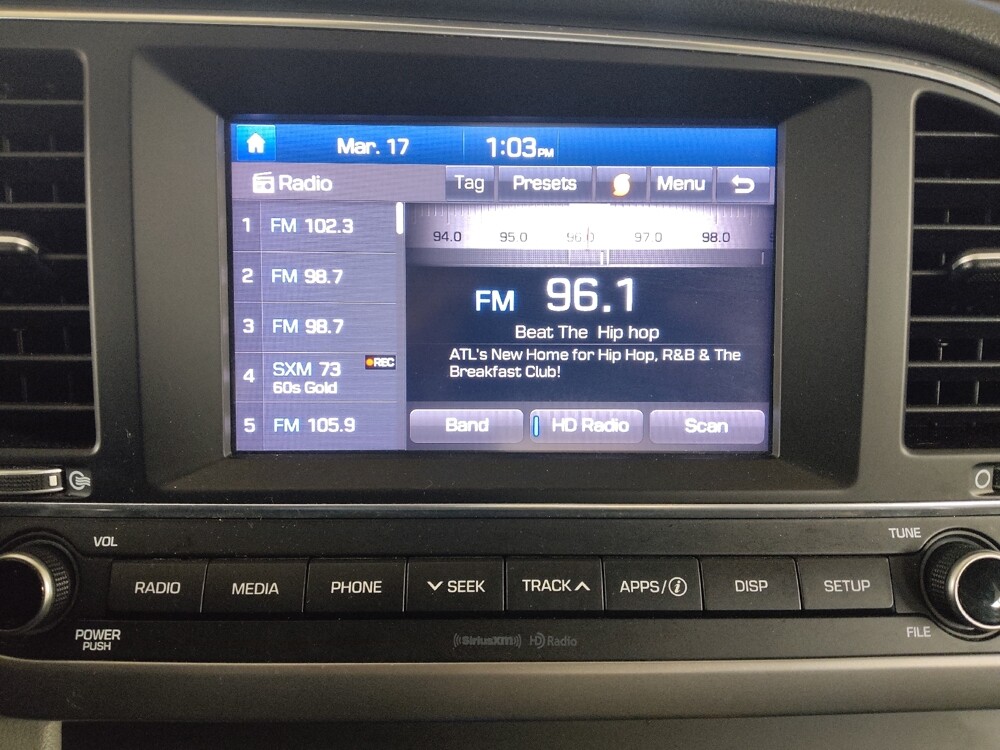 Mar. 17 1:03 PM
Radio Tag Presets Menu
1 FM 102.3
2 FM 98.7
3 FM 98.7
4 SXM 73 REC
60s Gold
5 FM 105.9
94.0 95.0 96.0 97.0 98.0
FM 96.1
Beat The Hip hop
ATL's New Home for Hip Hop, R&B & The
Breakfast Club!
Band HD Radio Scan
VOL
TUNE
RADIO MEDIA PHONE SEEK TRACK APPS/i DISP SETUP
POWER
PUSH
((SiriusXM)) HD Radio
FILE